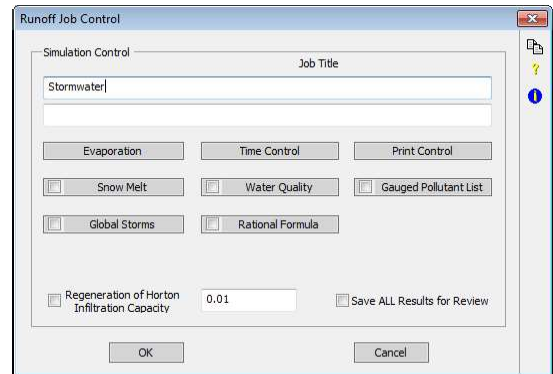 Runoff Job Control
Simulation Control
Job Title
Stormwater
Evaporation
Time Control
Print Control
Snow Melt
Water Quality
Gauged Pollutant List
Global Storms
Rational Formula
Regeneration of Horton
Infiltration Capacity
0.01
Save ALL Results for Review
OK
Cancel